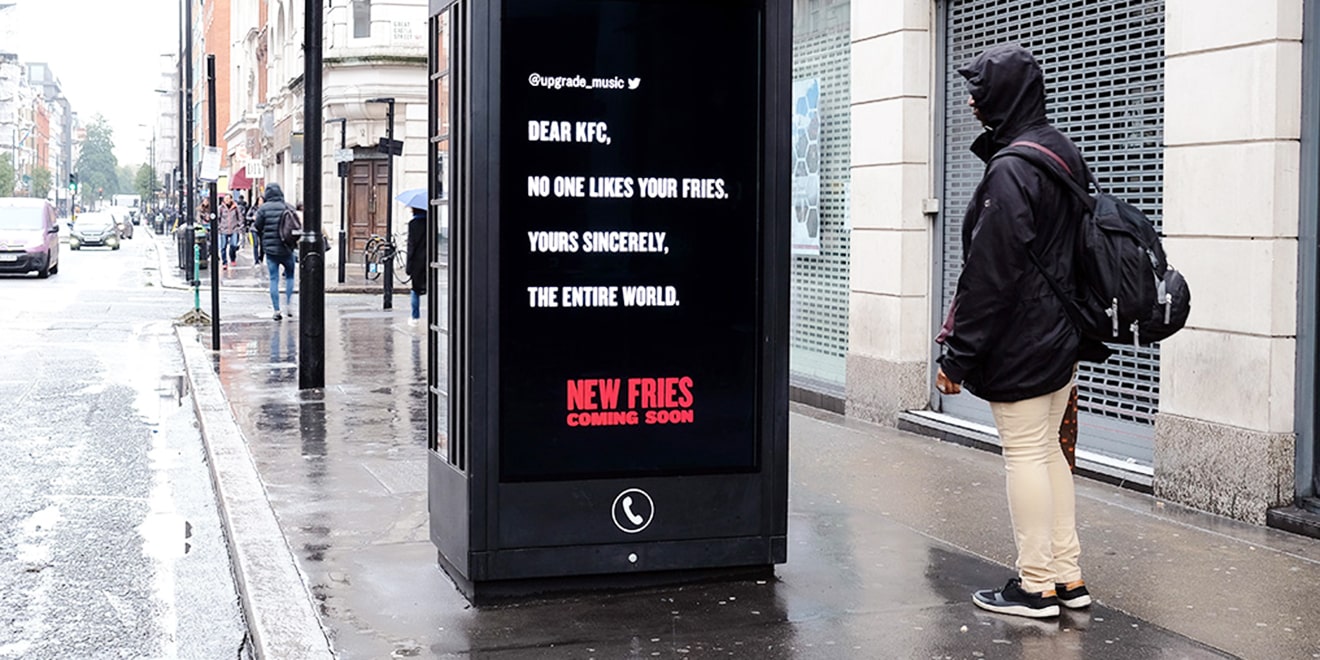 @upgrade_music
DEAR KFC,
NO ONE LIKES YOUR FRIES.
YOURS SINCERELY,
THE ENTIRE WORLD.
NEW FRIES
COMING SOON